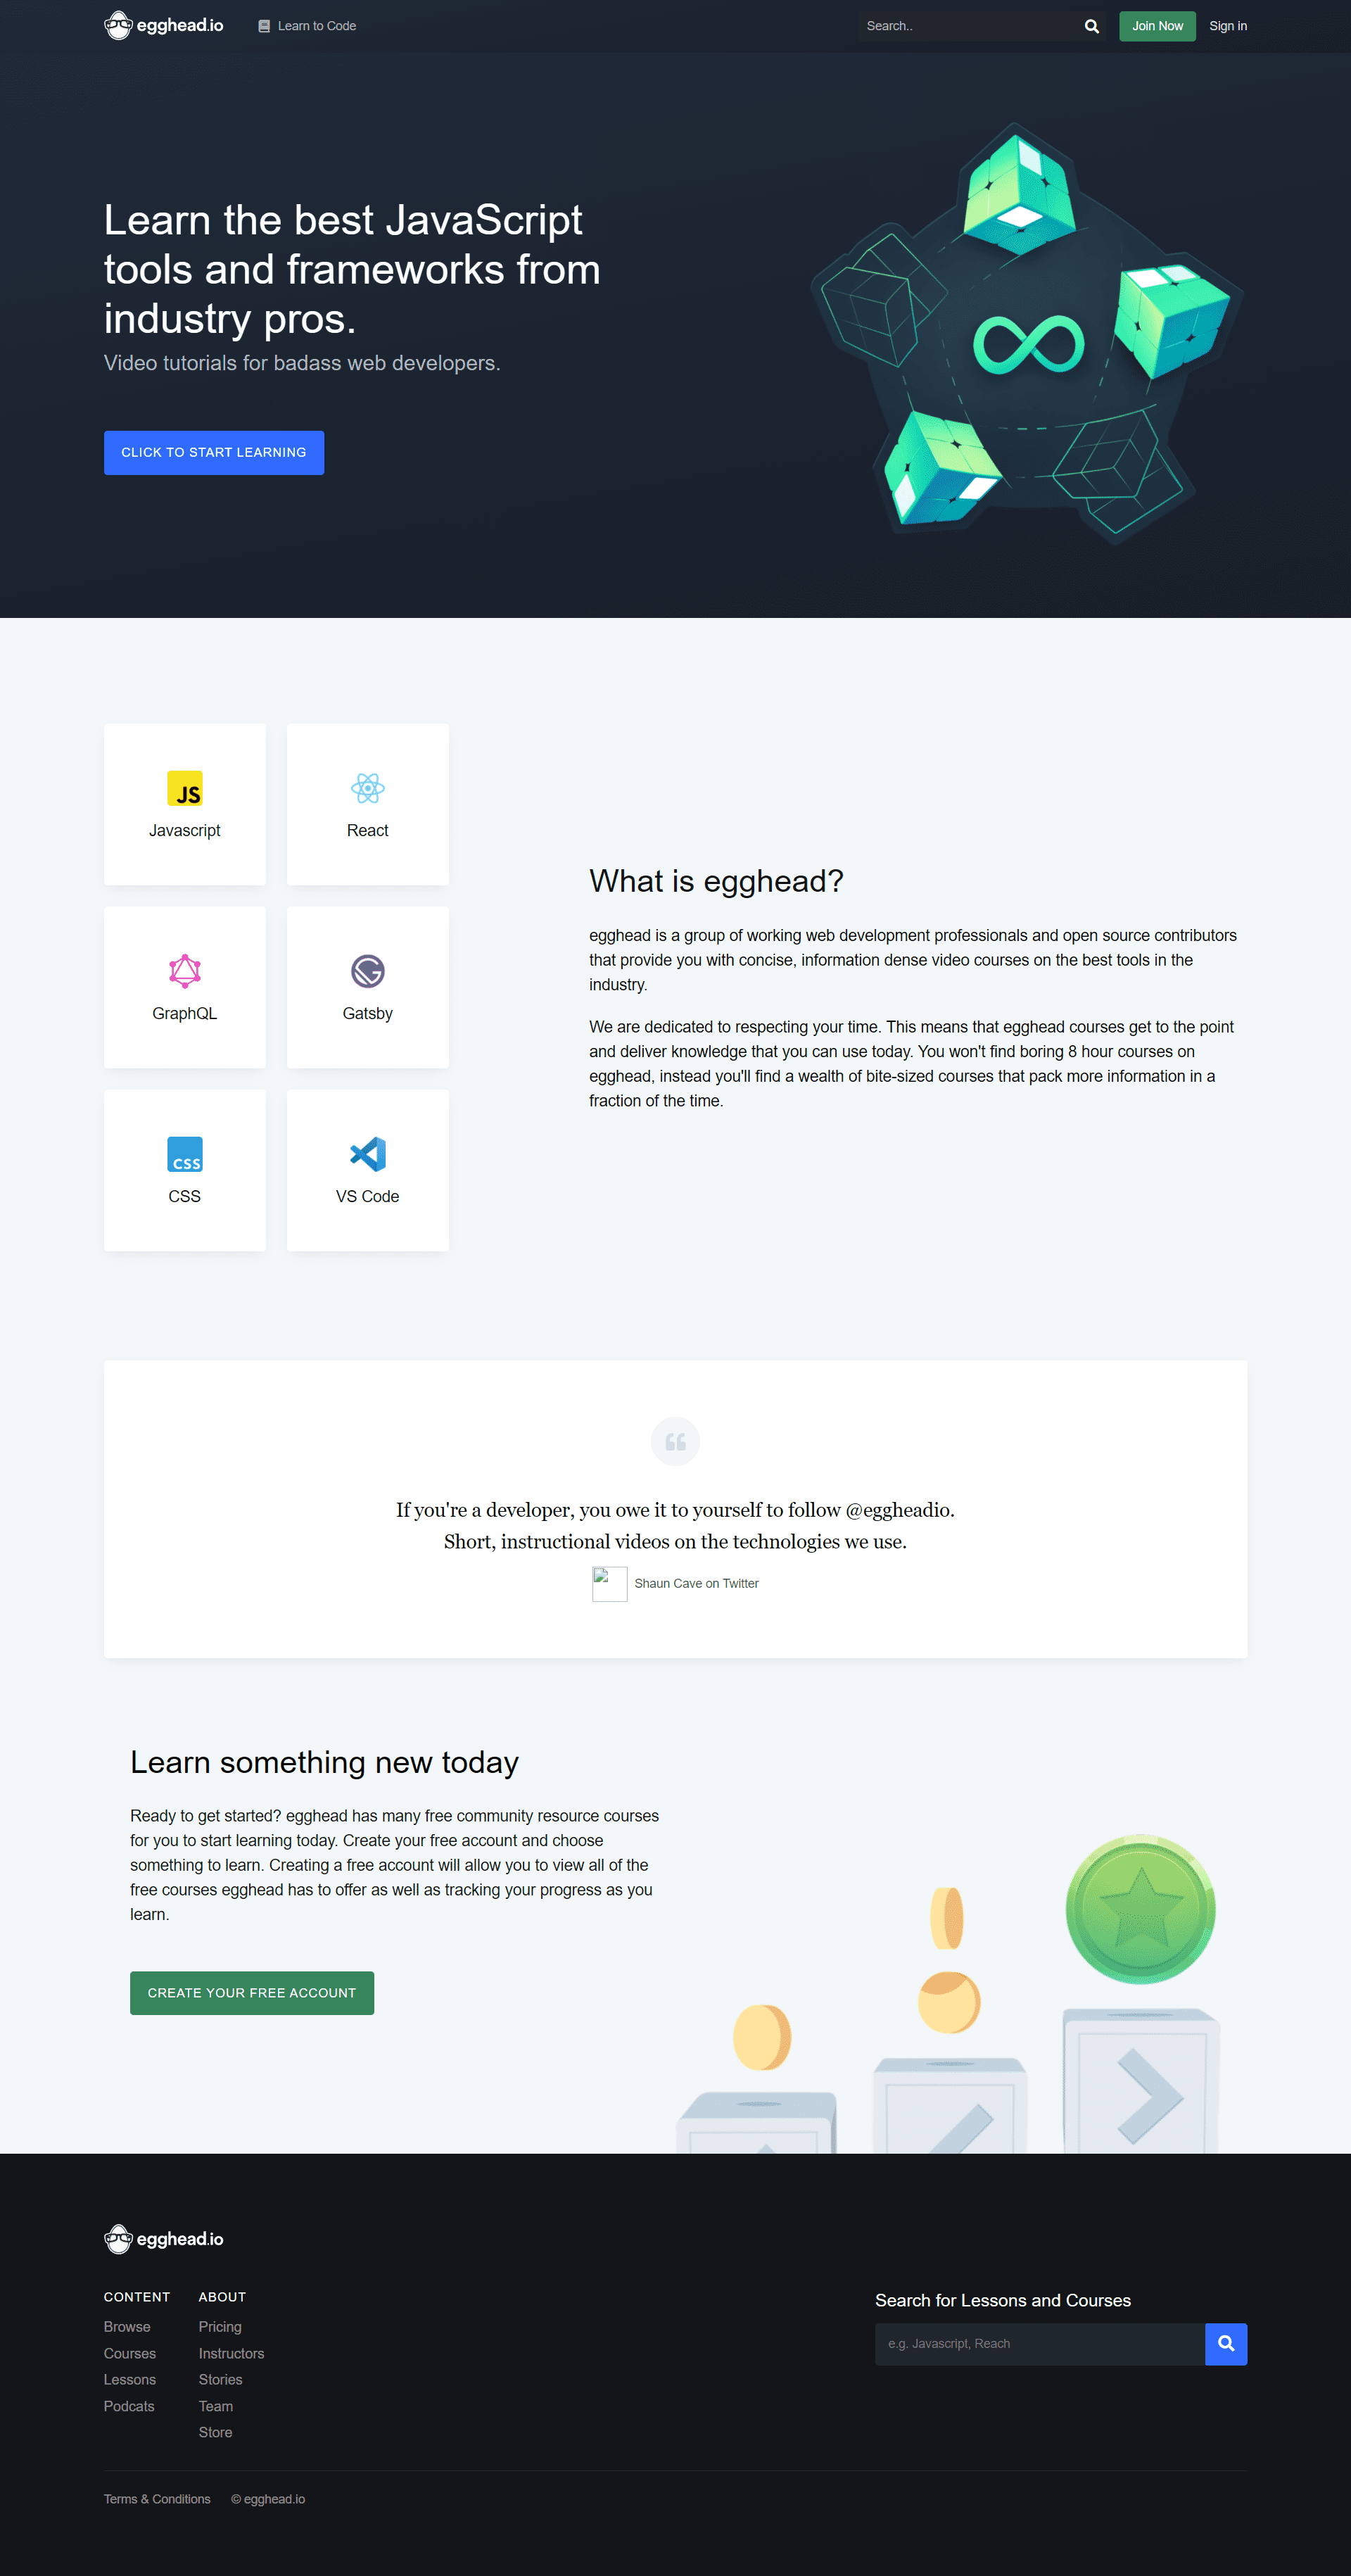 egghead.io
Learn to Code
Search..
Join Now
Sign in
Learn the best JavaScript
tools and frameworks from
industry pros.
Video tutorials for badass web developers.
CLICK TO START LEARNING
JS
Javascript
React
GraphQL
Gatsby
CSS
CSS
VS Code
What is egghead?
egghead is a group of working web development professionals and open source contributors
that provide you with concise, information dense video courses on the best tools in the
industry.
We are dedicated to respecting your time. This means that egghead courses get to the point
and deliver knowledge that you can use today. You won't find boring 8 hour courses on
egghead, instead you'll find a wealth of bite-sized courses that pack more information in a
fraction of the time.
If you're a developer, you owe it to yourself to follow @eggheadio.
Short, instructional videos on the technologies we use.
Shaun Cave on Twitter
Learn something new today
Ready to get started? egghead has many free community resource courses
for you to start learning today. Create your free account and choose
something to learn. Creating a free account will allow you to view all of the
free courses egghead has to offer as well as tracking your progress as you
learn.
CREATE YOUR FREE ACCOUNT
egghead.io
CONTENT
Browse
Courses
Lessons
Podcats
ABOUT
Pricing
Instructors
Stories
Team
Store
Search for Lessons and Courses
e.g. Javascript, Reach
Terms & Conditions
© egghead.io